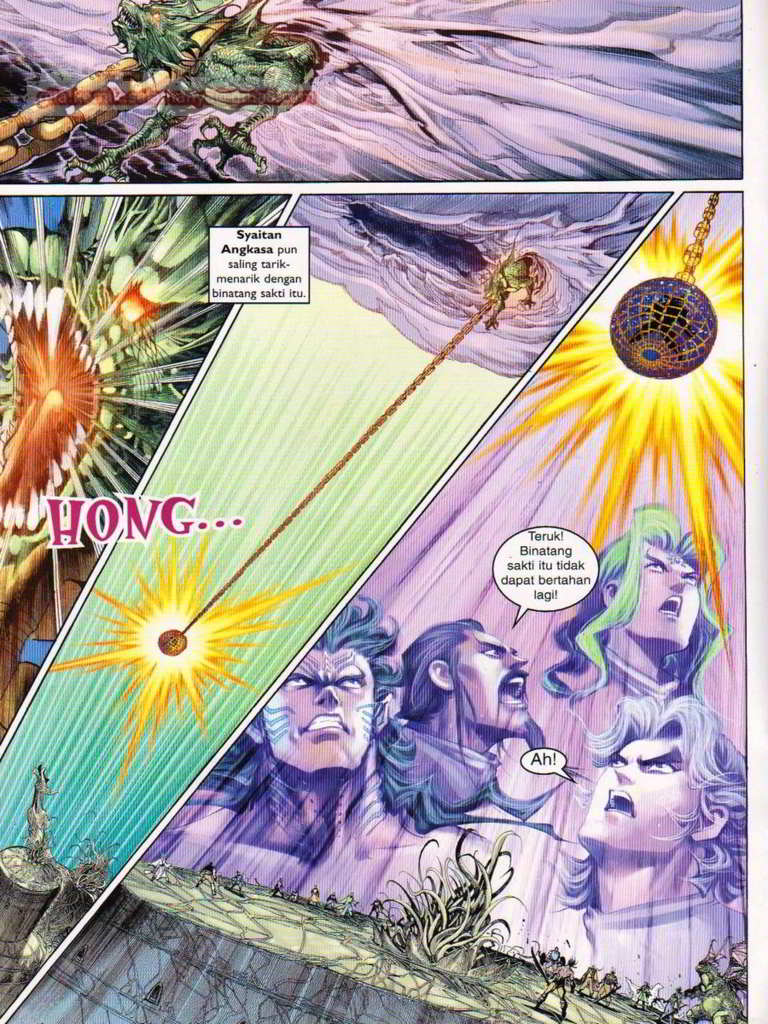 Syaitan
Angkasa pun
saling tarik-
menarik dengan
binatang sakti itu.
HONG...
Teruk!
Binatang
sakti itu tidak
dapat bertahan
lagi!
Ah!